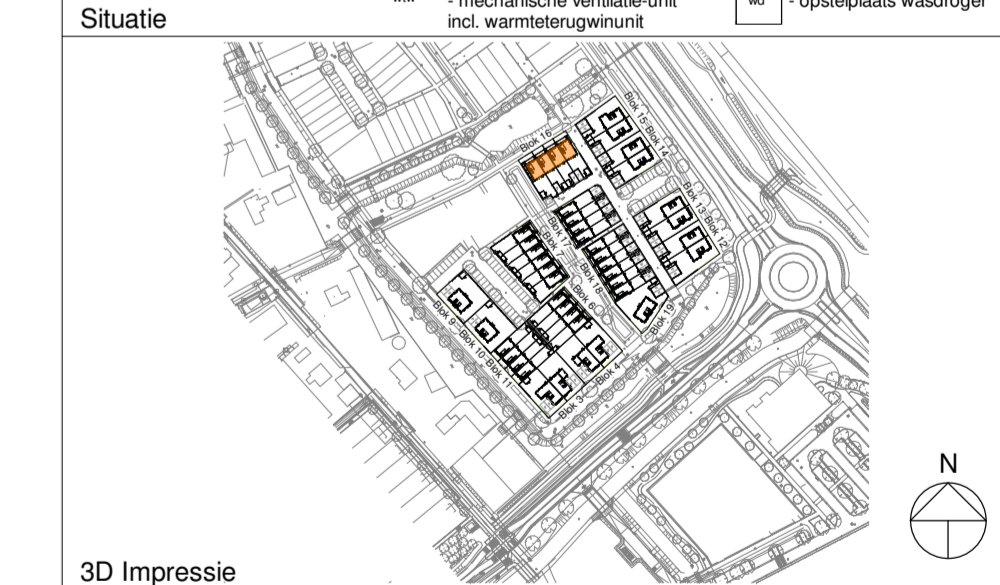 - mechanische ventilatie-unit
incl. warmteterugwinunit
wd - opstelplaats wasdroger
Situatie
Blok 15
Blok 14
Blok 16
Blok 13
Blok 12
Blok 17
Blok 7
Blok 18
Blok 6
Blok 19
Blok 9
Blok 10
Blok 11
Blok 4
Blok 3
N
3D Impressie